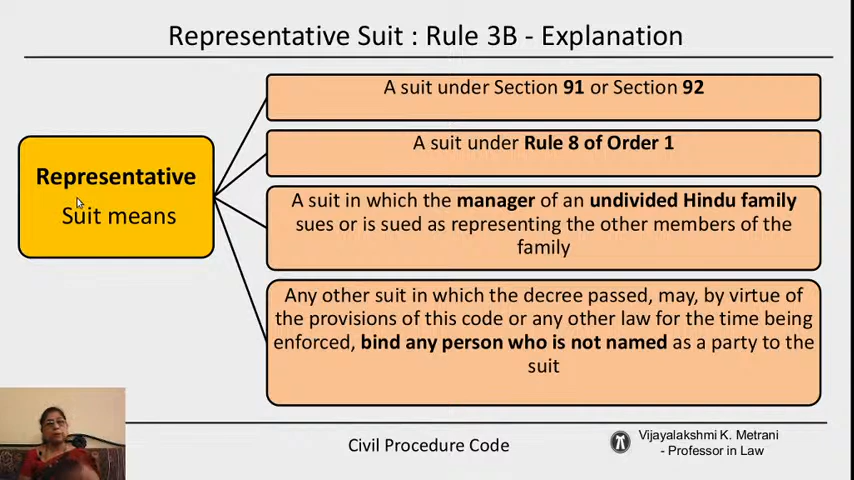 Representative Suit : Rule 3B - Explanation
A suit under Section 91 or Section 92
A suit under Rule 8 of Order 1
Representative
Suit means
A suit in which the manager of an undivided Hindu family
sues or is sued as representing the other members of the
family
Any other suit in which the decree passed, may, by virtue of
the provisions of this code or any other law for the time being
enforced, bind any person who is not named as a party to the
suit
Civil Procedure Code
Vijayalakshmi K. Metrani
- Professor in Law